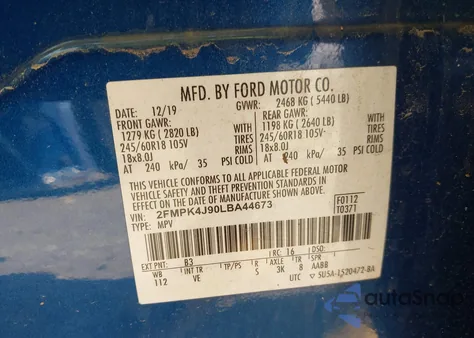 MFD. BY FORD MOTOR CO.
DATE: 12/19 GVWR: 2468 KG ( 5440 LB)
FRONT GAWR: REAR GAWR:
1279 KG ( 2820 LB) WITH 1198 KG ( 2640 LB) WITH
245/60R18 105V TIRES 245/60R18 105V TIRES
18x8.0J RIMS 18x8.0J RIMS
AT 240 kPa/ 35 PSI COLD AT 240 kPa/ 35 PSI COLD
THIS VEHICLE CONFORMS TO ALL APPLICABLE FEDERAL MOTOR
VEHICLE SAFETY AND THEFT PREVENTION STANDARDS IN EFFECT
ON THE DATE OF MANUFACTURE SHOWN ABOVE.
VIN: 2FMPK4J90LBA44673 F0112
TYPE: MPV T0371
EXT PNT: B3 RC: 16 DSO:
WB INT TR TP/PS R AXLE TR SPR
112 VE S 3K 8 AABB
UTC 5U5A-1520472-BA
autoSnap